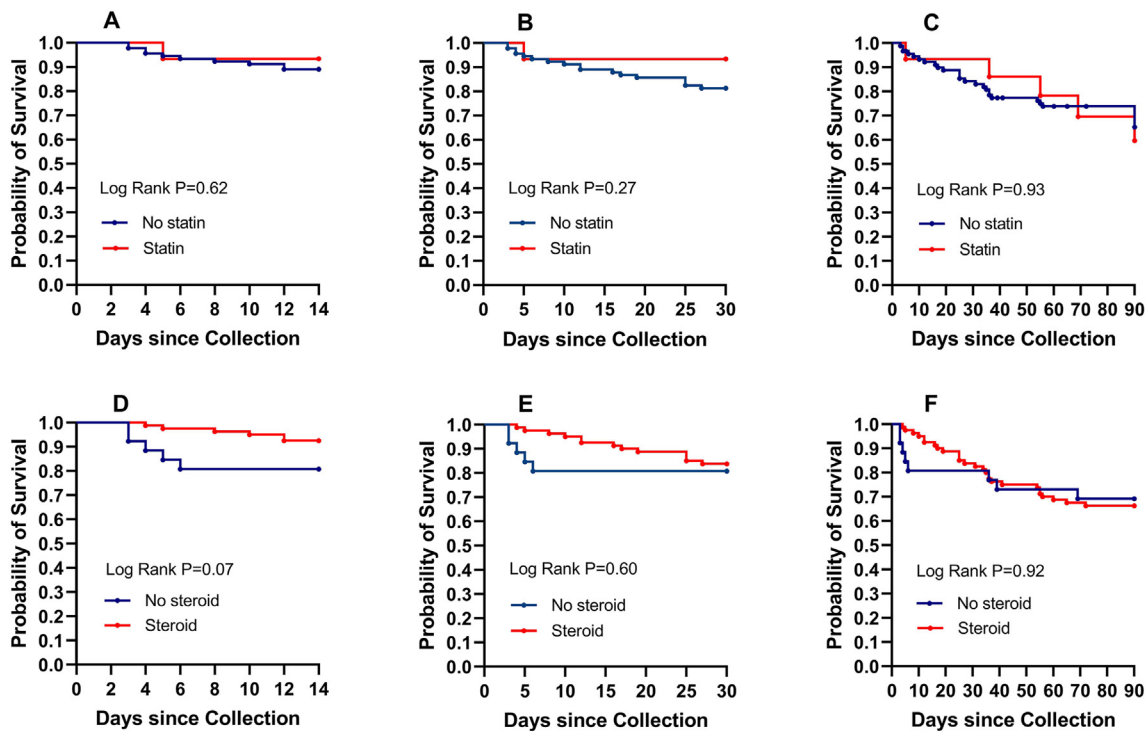 A
Probability of Survival
1.0
0.9
0.8
0.7
0.6
0.5
0.4
0.3
0.2
0.1
0.0
Log Rank P=0.62
No statin
Statin
0 2 4 6 8 10 12 14
Days since Collection
B
Probability of Survival
1.0
0.9
0.8
0.7
0.6
0.5
0.4
0.3
0.2
0.1
0.0
Log Rank P=0.27
No statin
Statin
0 5 10 15 20 25 30
Days since Collection
C
Probability of Survival
1.0
0.9
0.8
0.7
0.6
0.5
0.4
0.3
0.2
0.1
0.0
Log Rank P=0.93
No statin
Statin
0 10 20 30 40 50 60 70 80 90
Days since Collection
D
Probability of Survival
1.0
0.9
0.8
0.7
0.6
0.5
0.4
0.3
0.2
0.1
0.0
Log Rank P=0.07
No steroid
Steroid
0 2 4 6 8 10 12 14
Days since Collection
E
Probability of Survival
1.0
0.9
0.8
0.7
0.6
0.5
0.4
0.3
0.2
0.1
0.0
Log Rank P=0.60
No steroid
Steroid
0 5 10 15 20 25 30
Days since Collection
F
Probability of Survival
1.0
0.9
0.8
0.7
0.6
0.5
0.4
0.3
0.2
0.1
0.0
Log Rank P=0.92
No steroid
Steroid
0 10 20 30 40 50 60 70 80 90
Days since Collection